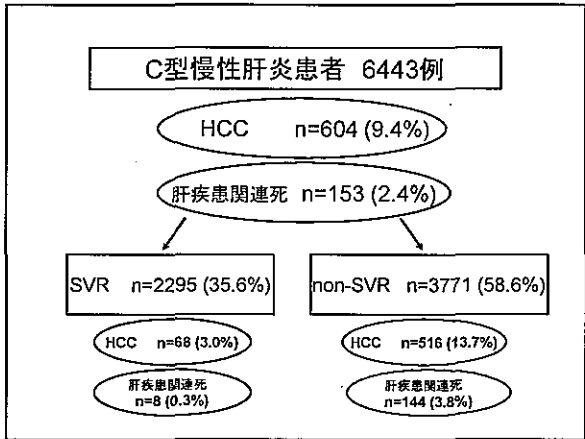 C型慢性肝炎患者 6443例
HCC n=604 (9.4%)
肝疾患関連死 n=153 (2.4%)
SVR n=2295 (35.6%)
non-SVR n=3771 (58.6%)
HCC n=68 (3.0%)
HCC n=516 (13.7%)
肝疾患関連死
n=8 (0.3%)
肝疾患関連死
n=144 (3.8%)